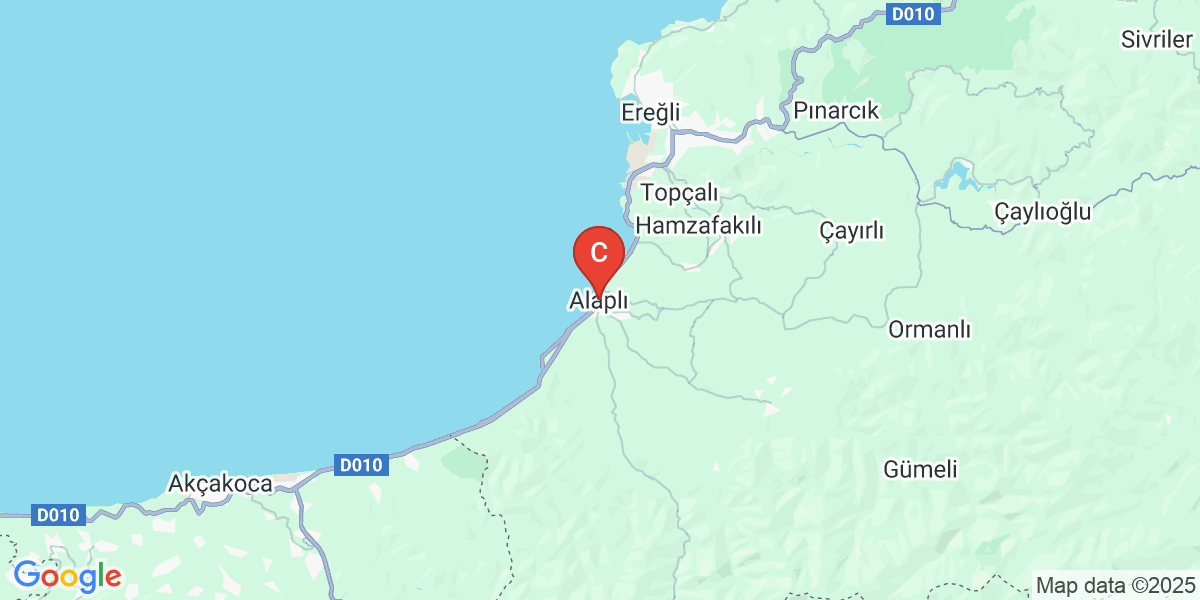 D010
Sivriler
Ereğli
Pınarcık
Topçalı
Çaylıoğlu
Hamzafakılı
Çayırlı
C
Alaplı
Ormanlı
D010
Gümeli
Akçakoca
D010
Google
Map data ©2025